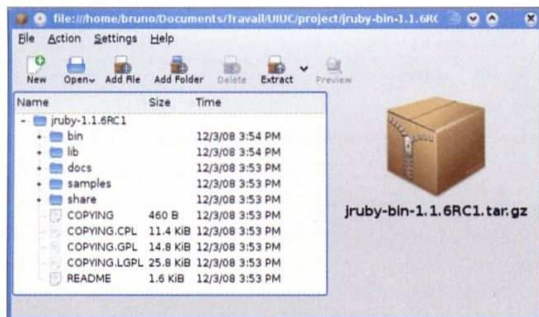 file:///home/bruno/Documents/Travail/UIUC/project/jruby-bin-1.1.6RC
File Action Settings Help
New Open Add File Add Folder Delete Extract Preview
Name Size Time
jruby-1.1.6RC1
bin 12/3/08 3:54 PM
lib 12/3/08 3:54 PM
docs 12/3/08 3:53 PM
samples 12/3/08 3:53 PM
share 12/3/08 3:53 PM
COPYING 460 B 12/3/08 3:53 PM
COPYING.CPL 11.4 KiB 12/3/08 3:53 PM
COPYING.GPL 14.8 KiB 12/3/08 3:53 PM
COPYING.LGPL 25.8 KiB 12/3/08 3:53 PM
README 1.6 KiB 12/3/08 3:53 PM
jruby-bin-1.1.6RC1.tar.gz